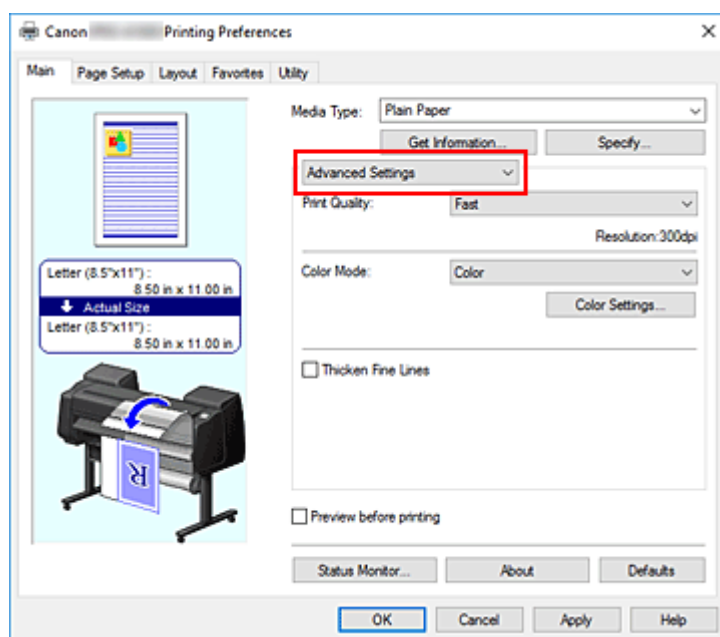 Canon Printing Preferences
Main Page Setup Layout Favorites Utility
Media Type: Plain Paper
Get Information... Specify...
Advanced Settings
Print Quality: Fast
Resolution:300dpi
Letter (8.5"x11") :
8.50 in x 11.00 in
Actual Size
Letter (8.5"x11") :
8.50 in x 11.00 in
Color Mode: Color
Color Settings...
Thicken Fine Lines
R
Preview before printing
Status Monitor... About Defaults
OK Cancel Apply Help